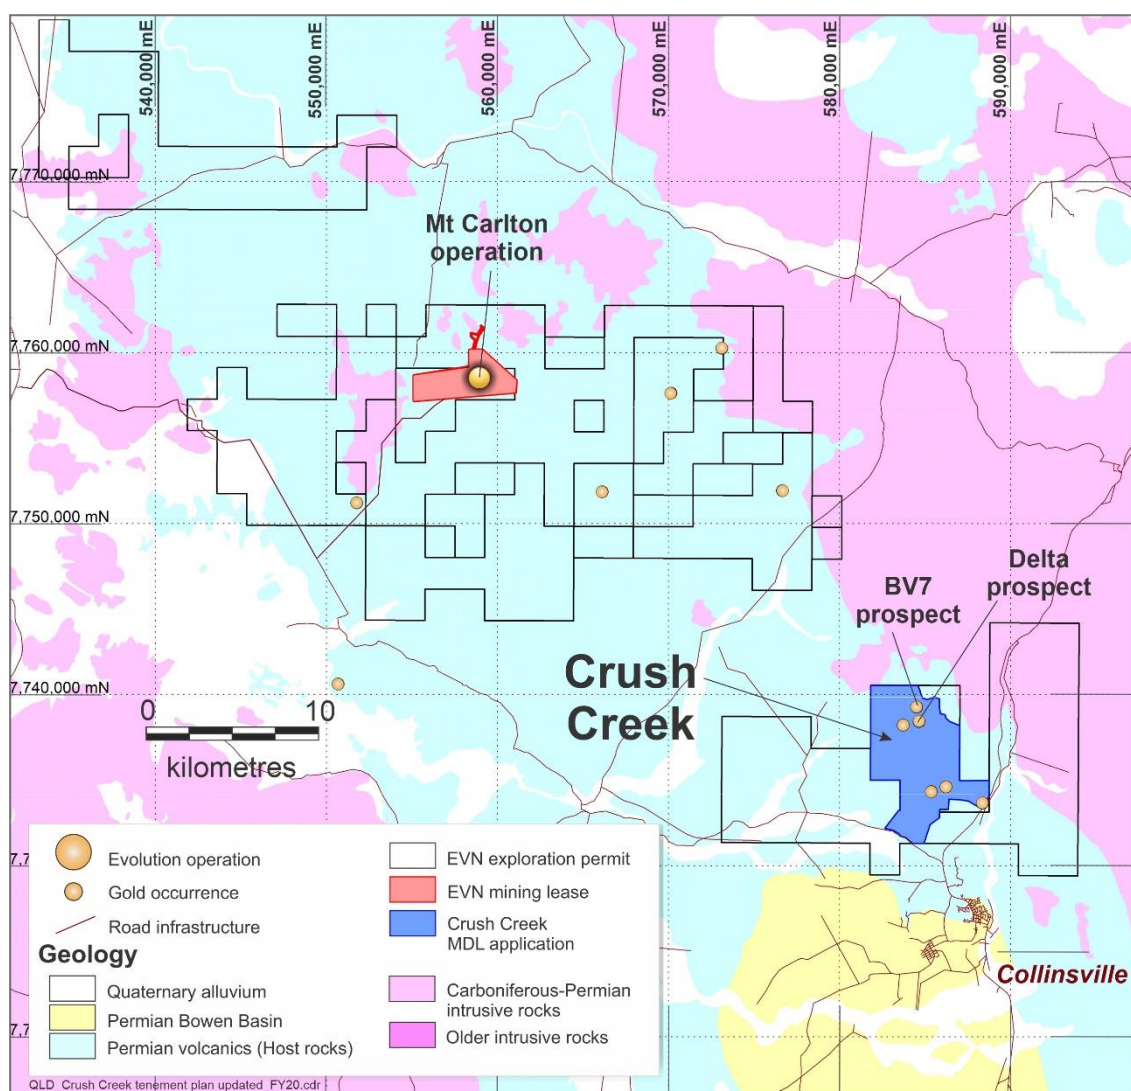 540,000 mE
550,000 mE
560,000 mE
570,000 mE
580,000 mE
590,000 mE
7,770,000 mN
Mt Carlton
operation
7,760,000 mN
7,750,000 mN
Delta
prospect
BV7
prospect
Crush
Creek
7,740,000 mN
0 10
kilometres
Evolution operation
Gold occurrence
Road infrastructure
Geology
Quaternary alluvium
Permian Bowen Basin
Permian volcanics (Host rocks)
EVN exploration permit
EVN mining lease
Crush Creek
MDL application
Carboniferous-Permian
intrusive rocks
Older intrusive rocks
Collinsville
QLD Crush Creek tenement plan updated FY20.cdr